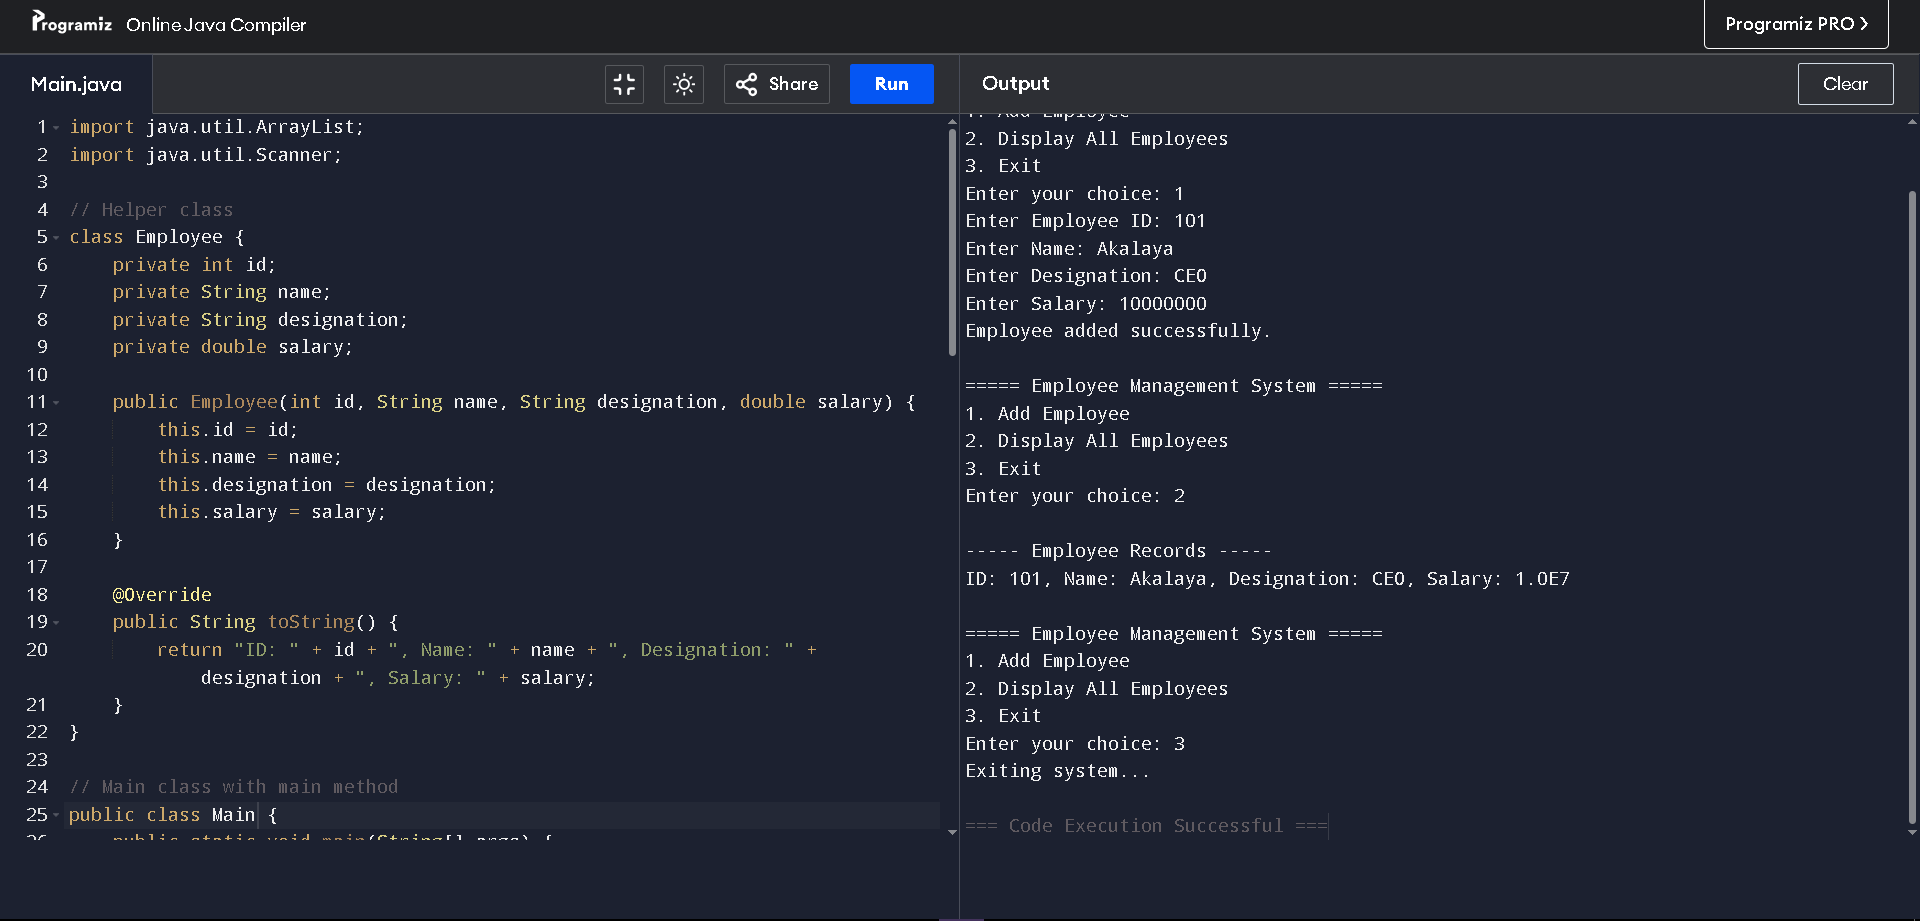 Programiz Online Java Compiler
Programiz PRO >
Main.java
Share
Run
Output
Clear
1 import java.util.ArrayList;
2 import java.util.Scanner;
3
4 // Helper class
5 class Employee {
6 private int id;
7 private String name;
8 private String designation;
9 private double salary;
10
11 public Employee(int id, String name, String designation, double salary) {
12 this.id = id;
13 this.name = name;
14 this.designation = designation;
15 this.salary = salary;
16 }
17
18 @Override
19 public String toString() {
20 return "ID: " + id + ", Name: " + name + ", Designation: " +
designation + ", Salary: " + salary;
21 }
22 }
23
24 // Main class with main method
25 public class Main {
26 public static void main(String[] args) {
1. Add Employee
2. Display All Employees
3. Exit
Enter your choice: 1
Enter Employee ID: 101
Enter Name: Akalaya
Enter Designation: CEO
Enter Salary: 10000000
Employee added successfully.
===== Employee Management System =====
1. Add Employee
2. Display All Employees
3. Exit
Enter your choice: 2
----- Employee Records -----
ID: 101, Name: Akalaya, Designation: CEO, Salary: 1.0E7
===== Employee Management System =====
1. Add Employee
2. Display All Employees
3. Exit
Enter your choice: 3
Exiting system...
=== Code Execution Successful ===